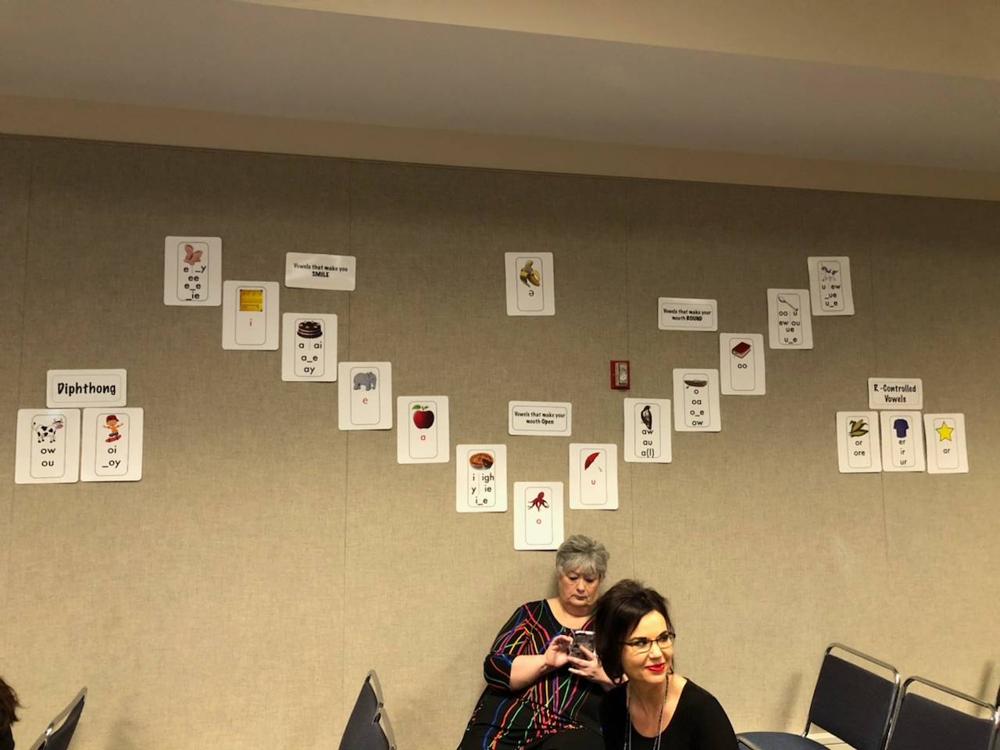 Diphthong
ow
ou
oi
_oy
e _y
ee
e_e
_ie
i
Vowels that make you
SMILE
a ai
a_e
ay
e
a
i igh
y ie
i_e
o
ə
Vowels that make your
mouth Open
u
aw
au
a(l)
Vowels that make your
mouth ROUND
o
oa
o_e
ow
oo
oo u
ew ou
ue
u_e
u ew
_ue
u_e
R-Controlled
Vowels
or
ore
er
ir
ur
ar